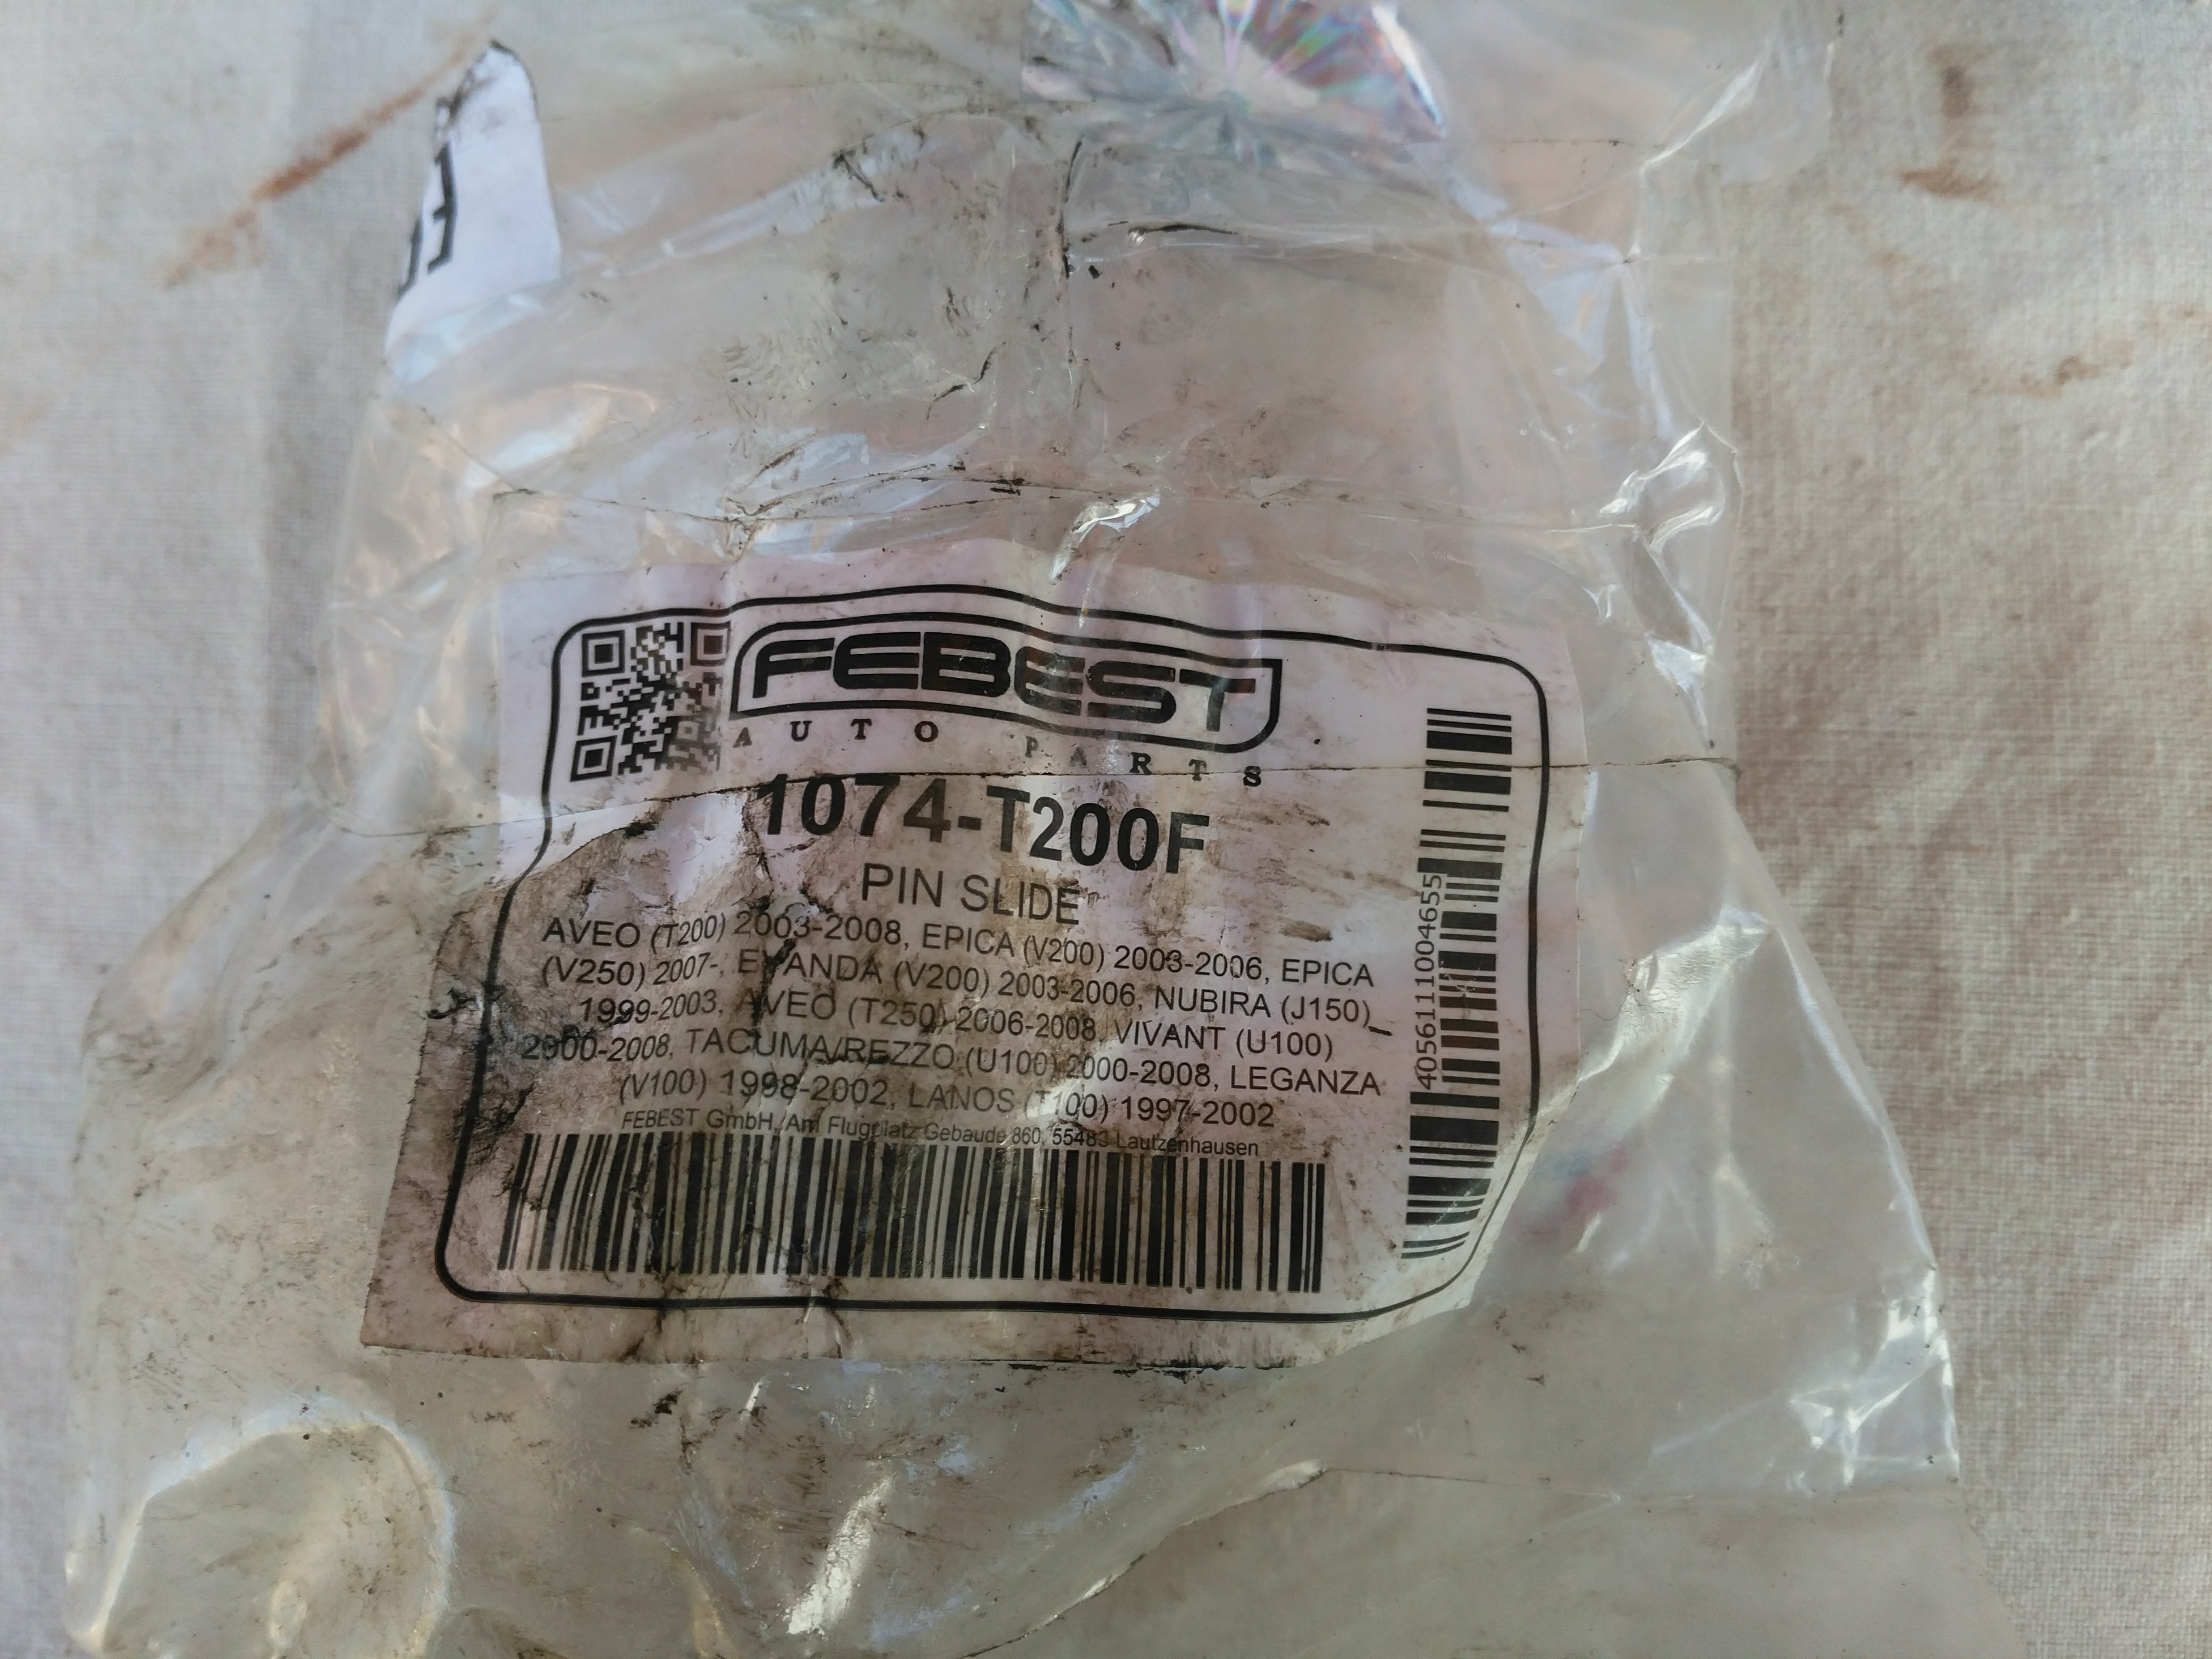 FEBEST
AUTO PARTS
1074-T200F
PIN SLIDE
AVEO (T200) 2003-2008, EPICA (V200) 2003-2006, EPICA
(V250) 2007-, EVANDA (V200) 2003-2006, NUBIRA (J150)
1999-2003, AVEO (T250) 2006-2008, VIVANT (U100)
2000-2008, TACUMA/REZZO (U100) 2000-2008, LEGANZA
(V100) 1998-2002, LANOS (T100) 1997-2002
FEBEST GmbH, Am Flugplatz Gebaude 860, 55483 Lautzenhausen
4056111004655